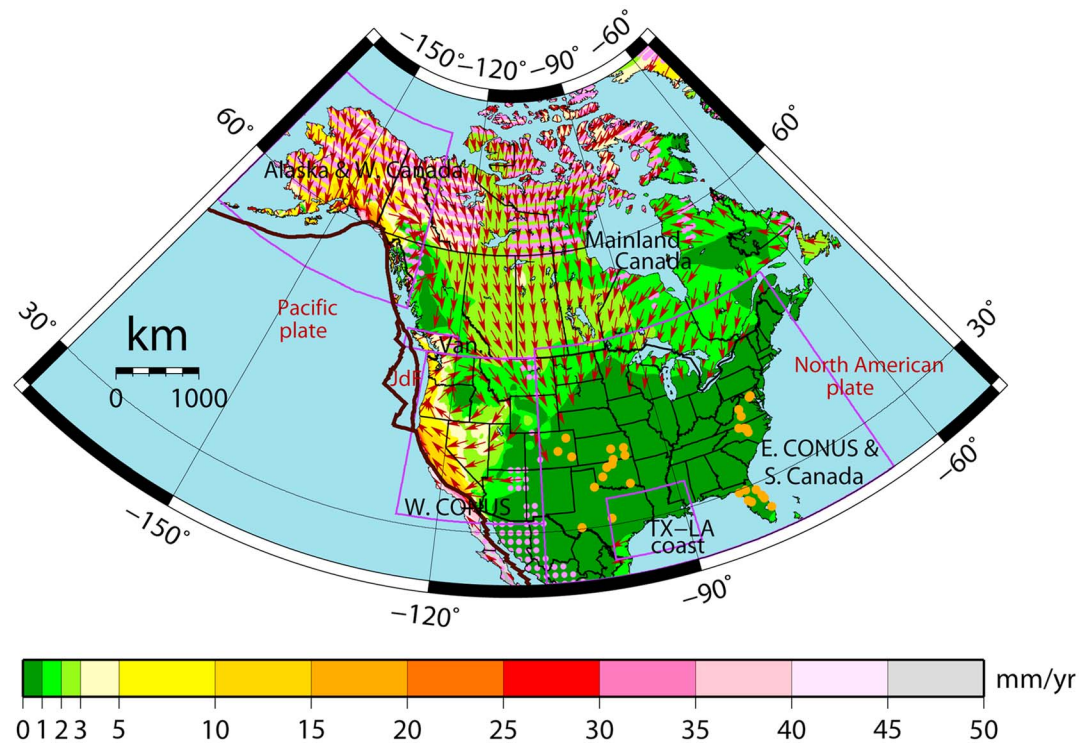 −150° −120° −90° −60°
60°
60°
Alaska & W. Canada
Mainland
Canada
Pacific
plate
30°
30°
km
Van.
JdF
North American
plate
0 1000
E. CONUS &
S. Canada
−60°
W. CONUS
−150°
TX−LA
coast
−120°
−90°
mm/yr
0 1 2 3 5 10 15 20 25 30 35 40 45 50